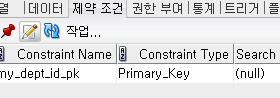 데이터 제약 조건 권한 부여 통계 트리거
작업...
Constraint Name Constraint Type Search
my_dept_id_pk Primary_Key (null)